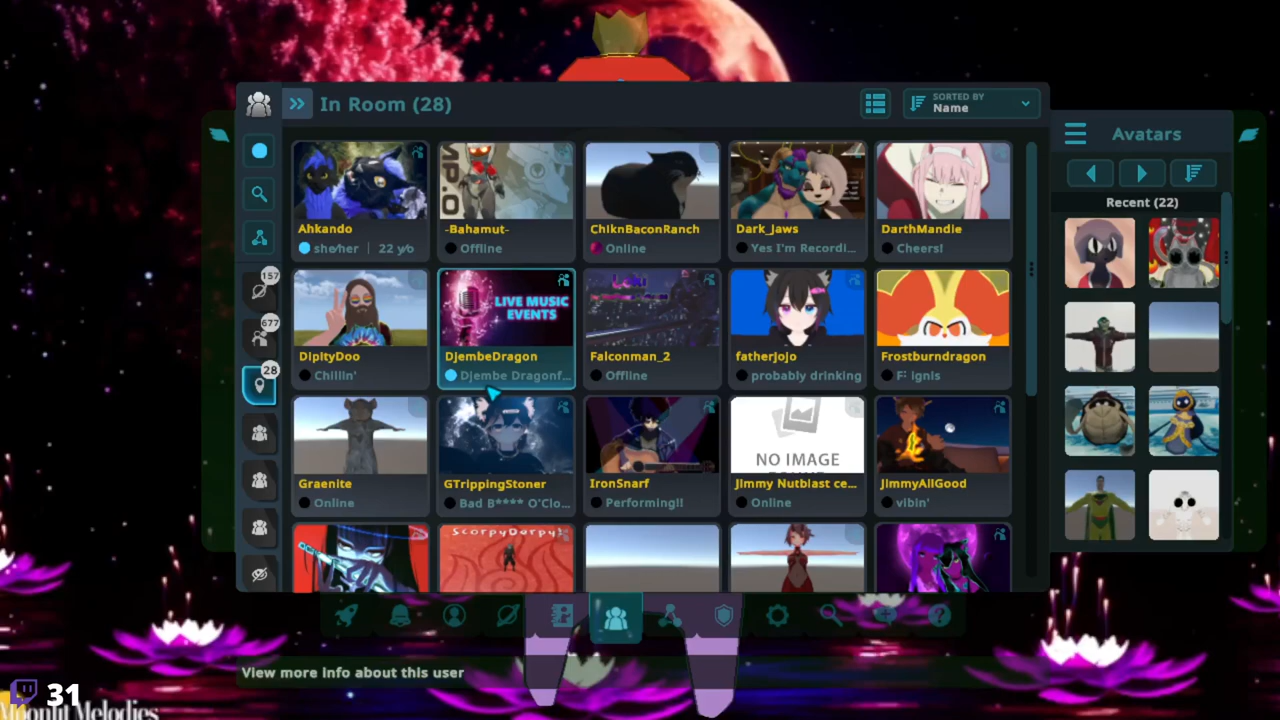 In Room (28)
SORTED BY
Name
Avatars
Recent (22)
Ahkando
she/her | 22 y/o
-Bahamut-
Offline
ChiknBaconRanch
Online
Dark_Jaws
Yes I'm Recordi...
DarthMandie
Cheers!
157
677
28
LIVE MUSIC
EVENTS
DipityDoo
Chillin'
DjembeDragon
Djembe Dragonf...
Falconman_2
Offline
fatherjojo
probably drinking
Frostburndragon
F: ignis
NO IMAGE
Graenite
Online
GTrippingStoner
Bad B**** O'Clo...
IronSnarf
Performing!!
Jimmy Nutblast ce...
Online
JimmyAllGood
vibin'
ScorpyDorpy
View more info about this user
31
Moonlit Melodies